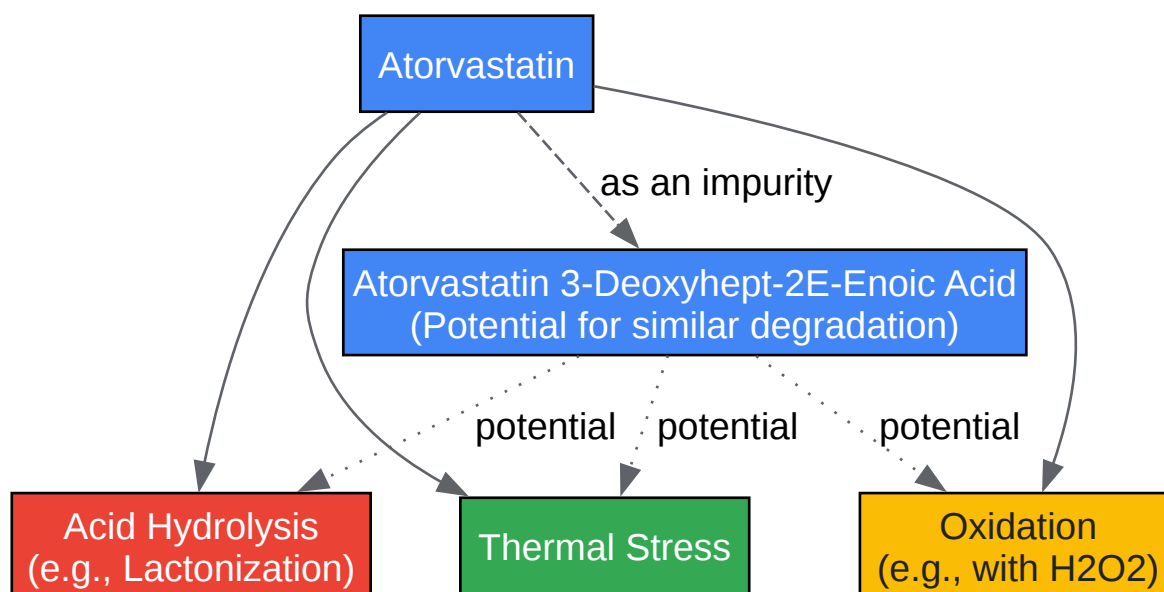 Atorvastatin
as an impurity
Atorvastatin 3-Deoxyhept-2E-Enoic Acid
(Potential for similar degradation)
potential
potential
potential
Acid Hydrolysis
(e.g., Lactonization)
Thermal Stress
Oxidation
(e.g., with H2O2)